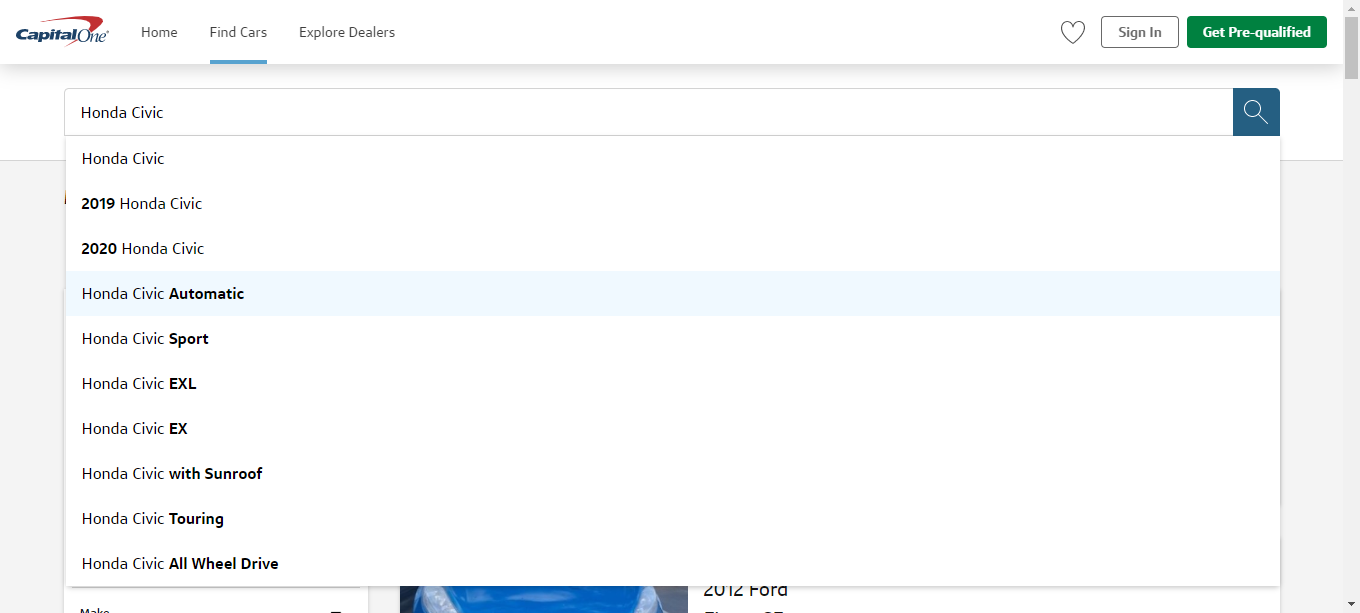 CapitalOne
Home
Find Cars
Explore Dealers
Sign In
Get Pre-qualified
Honda Civic
Honda Civic
2019 Honda Civic
2020 Honda Civic
Honda Civic Automatic
Honda Civic Sport
Honda Civic EXL
Honda Civic EX
Honda Civic with Sunroof
Honda Civic Touring
Honda Civic All Wheel Drive
2012 Ford
Make